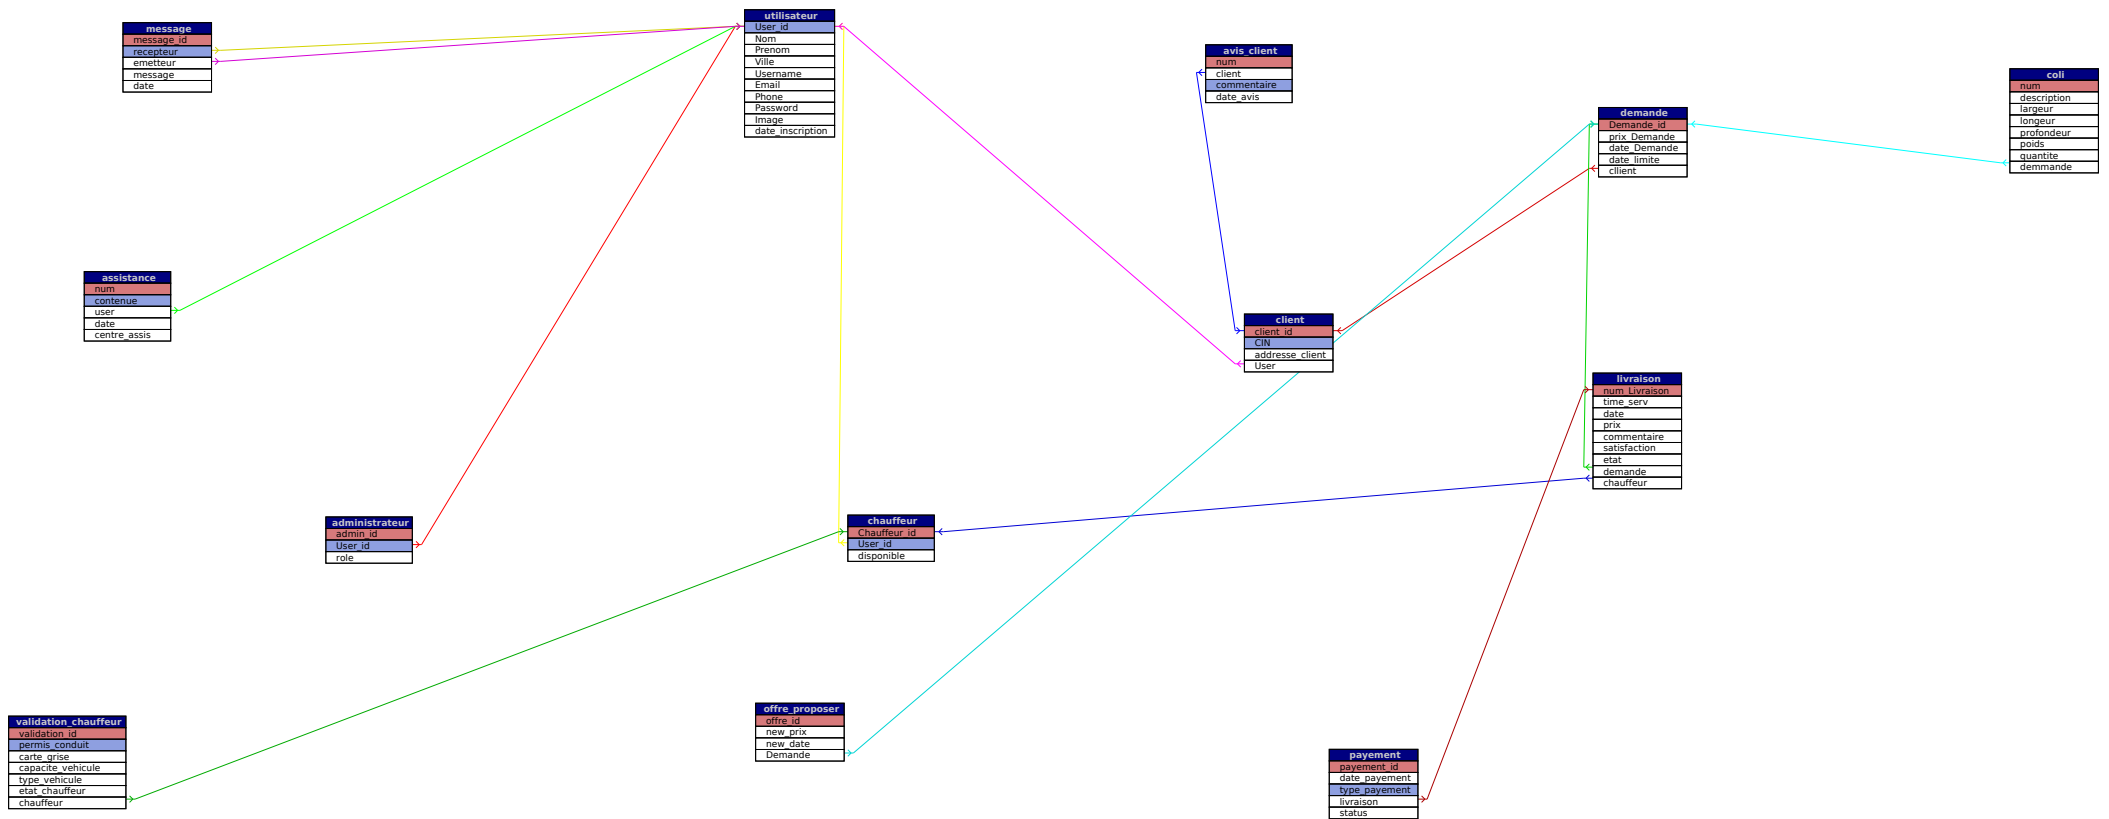 message
message_id
recepteur
emetteur
message
date
utilisateur
User_id
Nom
Prenom
Ville
Username
Email
Phone
Password
Image
date_inscription
avis_client
num
client
commentaire
date_avis
demande
Demande_id
prix_Demande
date_Demande
date_limite
cllient
coli
num
description
largeur
longeur
profondeur
poids
quantite
demmande
assistance
num
contenue
user
date
centre_assis
client
client_id
CIN
addresse_client
User
livraison
num_Livraison
time_serv
date
prix
commentaire
satisfaction
etat
demande
chauffeur
administrateur
admin_id
User_id
role
chauffeur
Chauffeur_id
User_id
disponible
validation_chauffeur
validation_id
permis_conduit
carte_grise
capacite_vehicule
type_vehicule
etat_chauffeur
chauffeur
offre_proposer
offre_id
new_prix
new_date
Demande
payement
payement_id
date_payement
type_payement
livraison
status